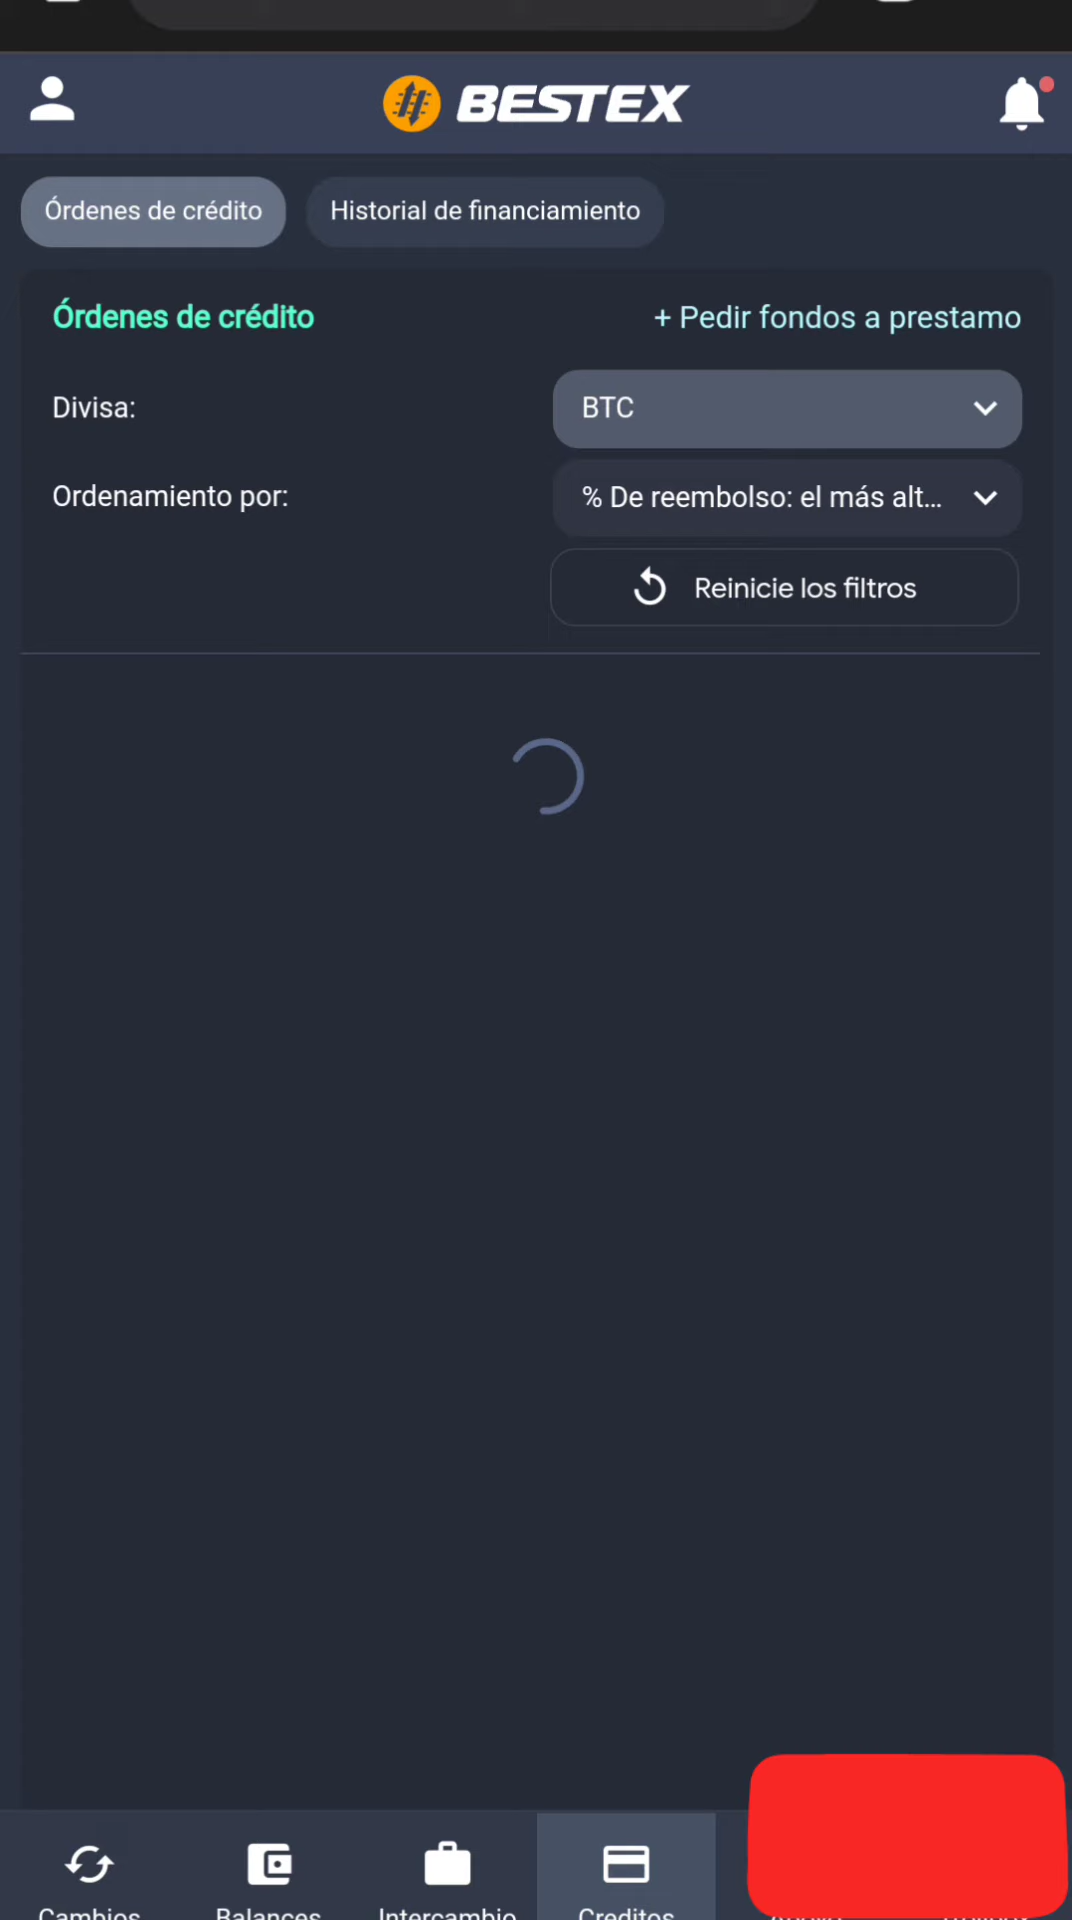 BESTEX
Órdenes de crédito
Historial de financiamiento
Órdenes de crédito
+ Pedir fondos a prestamo
Divisa:
BTC
Ordenamiento por:
% De reembolso: el más alt...
Reinicie los filtros
Cambios
Balances
Intercambio
Creditos